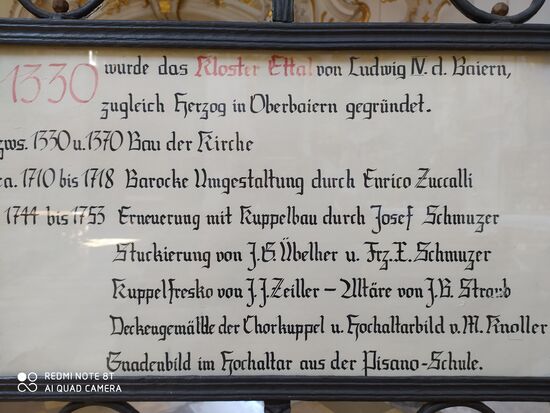 1330 wurde das Kloster Ettal von Ludwig IV. d. Baiern,
zugleich Herzog in Oberbaiern gegründet.
zws. 1330 u. 1370 Bau der Kirche
ca. 1710 bis 1718 Barocke Umgestaltung durch Enrico Zuccalli
1744 bis 1753 Erneuerung mit Kuppelbau durch Josef Schmuzer
Stuckierung von J. G. Übelher u. Frz. X. Schmuzer
Kuppelfresko von J. J. Zeiller – Altäre von J. B. Straub
Deckengemälde der Chorkuppel u. Hochaltarbild v. M. Knoller
Gnadenbild im Hochaltar aus der Pisano-Schule.
REDMI NOTE 8T
AI QUAD CAMERA